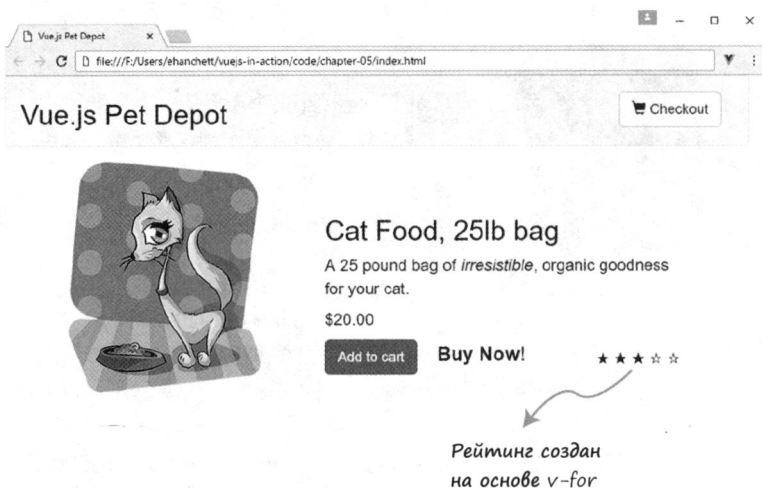 Vue.js Pet Depot
file:///F:/Users/ehanchett/vuejs-in-action/code/chapter-05/index.html
Vue.js Pet Depot
Checkout
Cat Food, 25lb bag
A 25 pound bag of irresistible, organic goodness
for your cat.
$20.00
Add to cart
Buy Now!
★ ★ ★ ☆ ☆
Рейтинг создан
на основе v-for